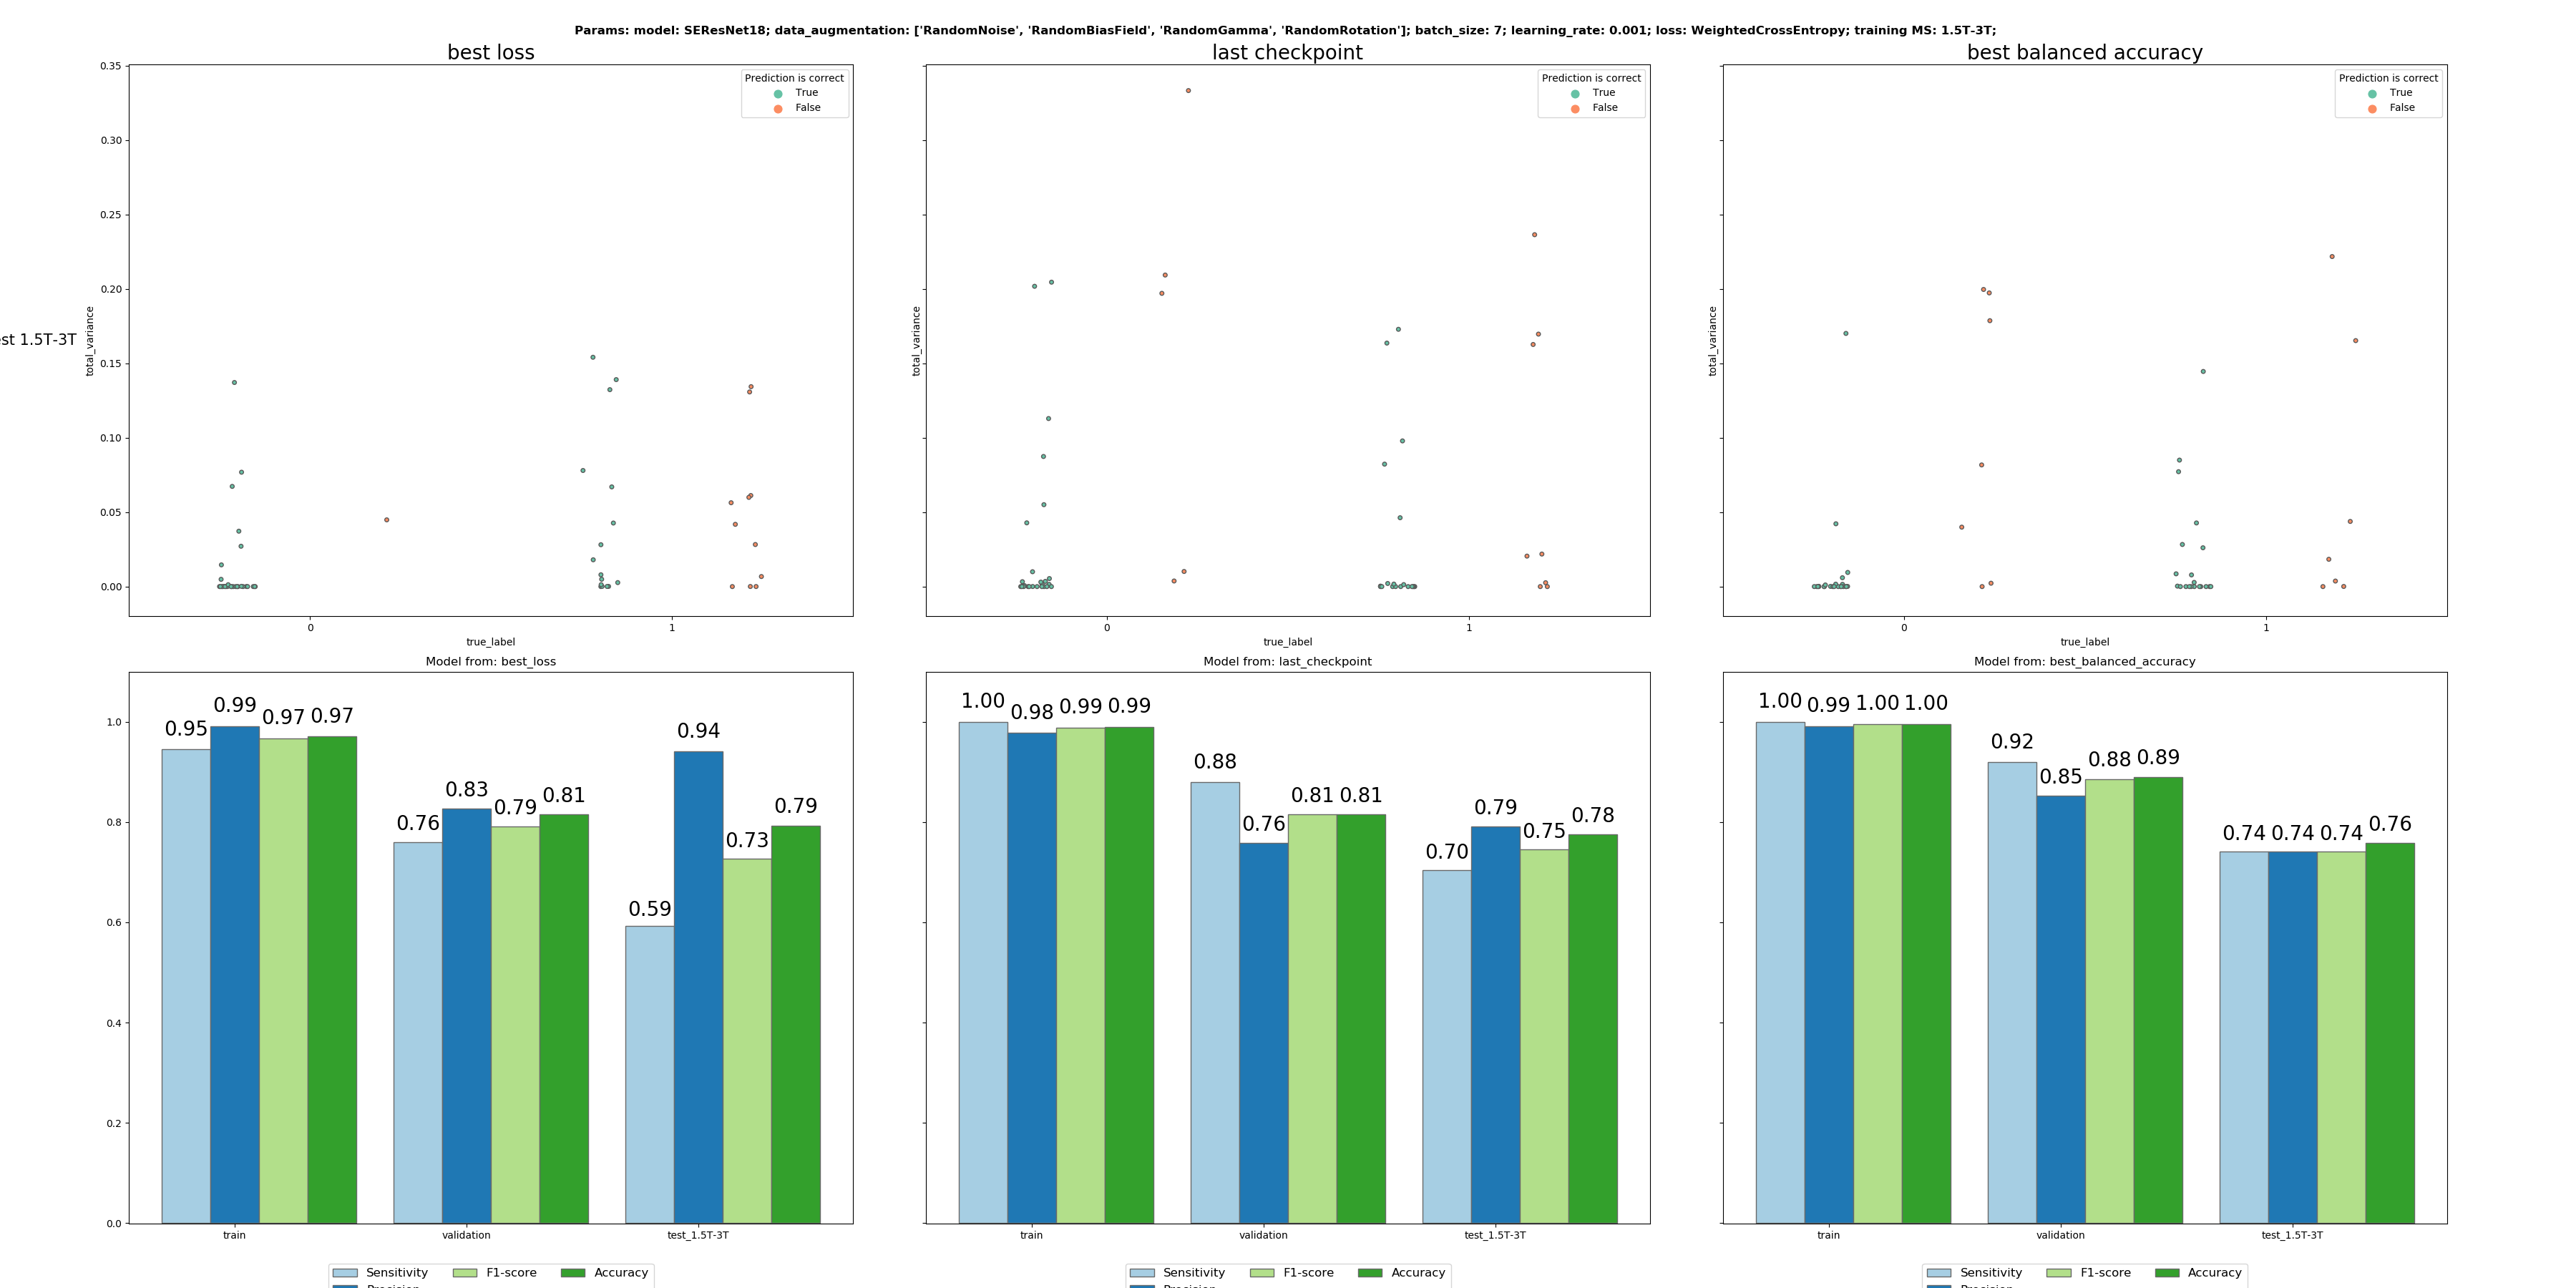 Params: model: SEResNet18; data_augmentation: ['RandomNoise', 'RandomBiasField', 'RandomGamma', 'RandomRotation']; batch_size: 7; learning_rate: 0.001; loss: WeightedCrossEntropy; training MS: 1.5T-3T;
best loss
last checkpoint
best balanced accuracy
0.35
0.30
0.25
0.20
0.15
0.10
0.05
0.00
total_variance
est 1.5T-3T
Prediction is correct
True
False
0 1
true_label
total_variance
Prediction is correct
True
False
0 1
true_label
total_variance
Prediction is correct
True
False
0 1
true_label
Model from: best_loss
1.0
0.8
0.6
0.4
0.2
0.0
0.95 0.99 0.97 0.97
0.76 0.83 0.79 0.81
0.59 0.94 0.73 0.79
train validation test_1.5T-3T
Sensitivity F1-score Accuracy
Precision
Model from: last_checkpoint
1.00 0.98 0.99 0.99
0.88 0.76 0.81 0.81
0.70 0.79 0.75 0.78
train validation test_1.5T-3T
Sensitivity F1-score Accuracy
Precision
Model from: best_balanced_accuracy
1.00 0.99 1.00 1.00
0.92 0.85 0.88 0.89
0.74 0.74 0.74 0.76
train validation test_1.5T-3T
Sensitivity F1-score Accuracy
Precision